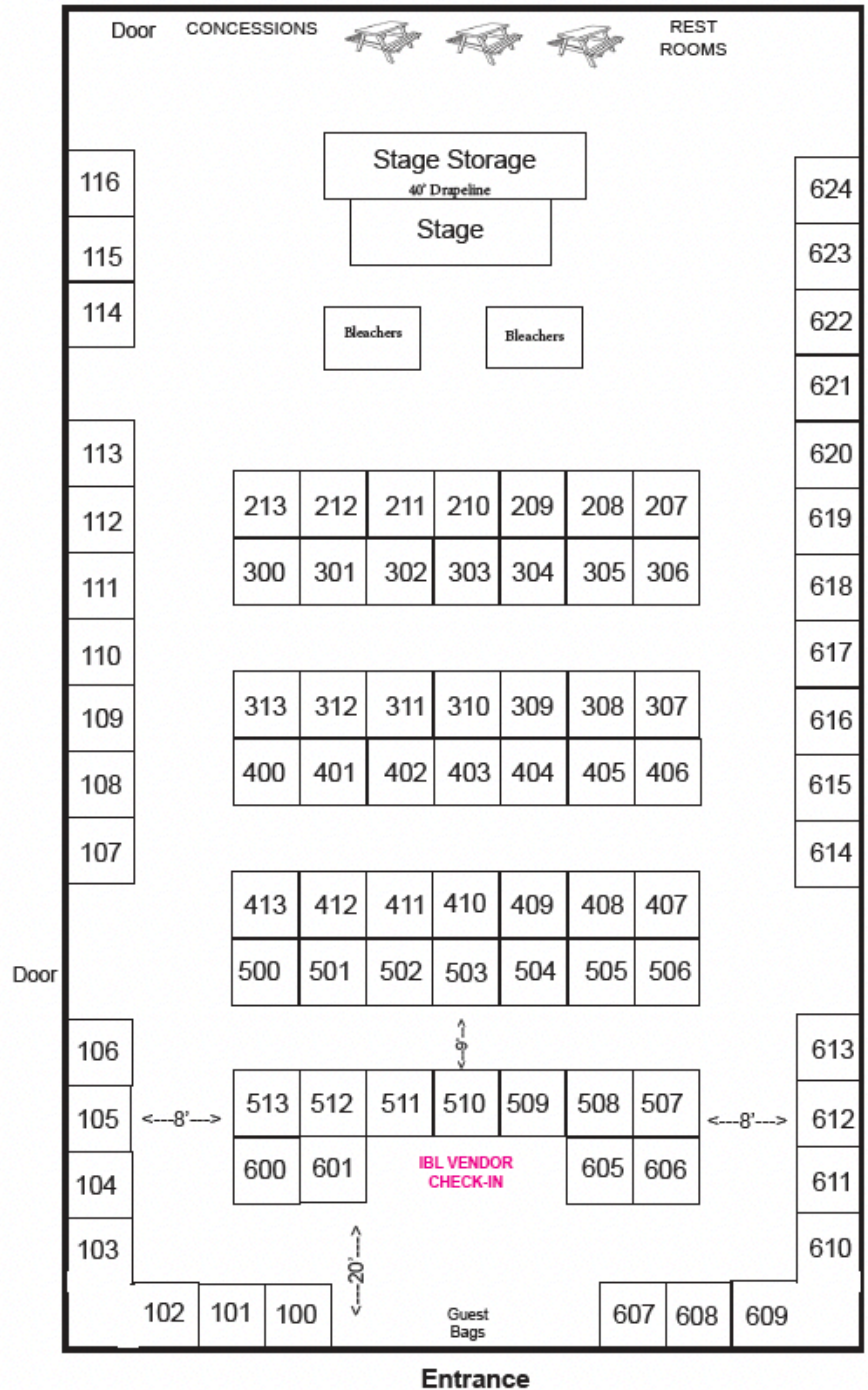 Door CONCESSIONS REST
ROOMS
Stage Storage
40' Drapeline
Stage
116 624
115 623
114 622
Bleachers Bleachers
621
113 620
213 212 211 210 209 208 207
112 619
300 301 302 303 304 305 306
111 618
110 617
313 312 311 310 309 308 307
109 616
400 401 402 403 404 405 406
108 615
107 614
413 412 411 410 409 408 407
Door 500 501 502 503 504 505 506
106 613
<--9'-->
513 512 511 510 509 508 507
105 <---8'---> <---8'---> 612
600 601 IBL VENDOR 605 606
CHECK-IN
104 611
103 610
<---20'--->
102 101 100 Guest 607 608 609
Bags
Entrance